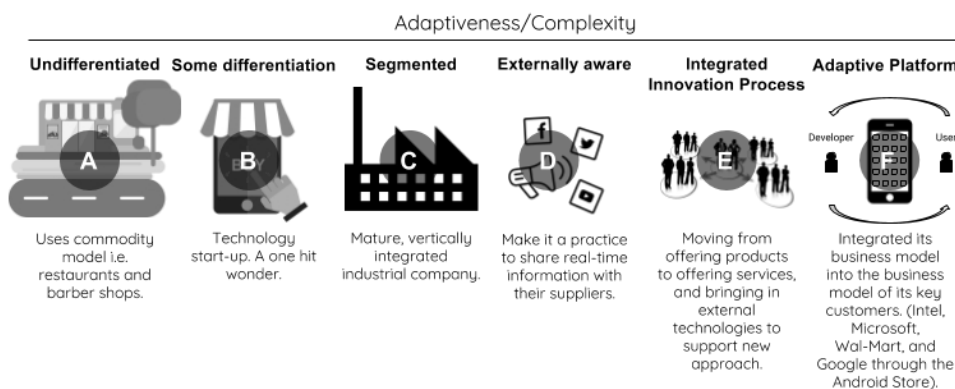 Adaptiveness/Complexity
Undifferentiated
A
Uses commodity
model i.e.
restaurants and
barber shops.
Some differentiation
B
Technology
start-up. A one hit
wonder.
Segmented
C
Mature, vertically
integrated
industrial company.
Externally aware
D
Make it a practice
to share real-time
information with
their suppliers.
Integrated
Innovation Process
E
Moving from
offering products
to offering services,
and bringing in
external
technologies to
support new
approach.
Adaptive Platform
Developer
User
F
Integrated its
business model
into the business
model of its key
customers. (Intel,
Microsoft,
Wal-Mart, and
Google through the
Android Store).